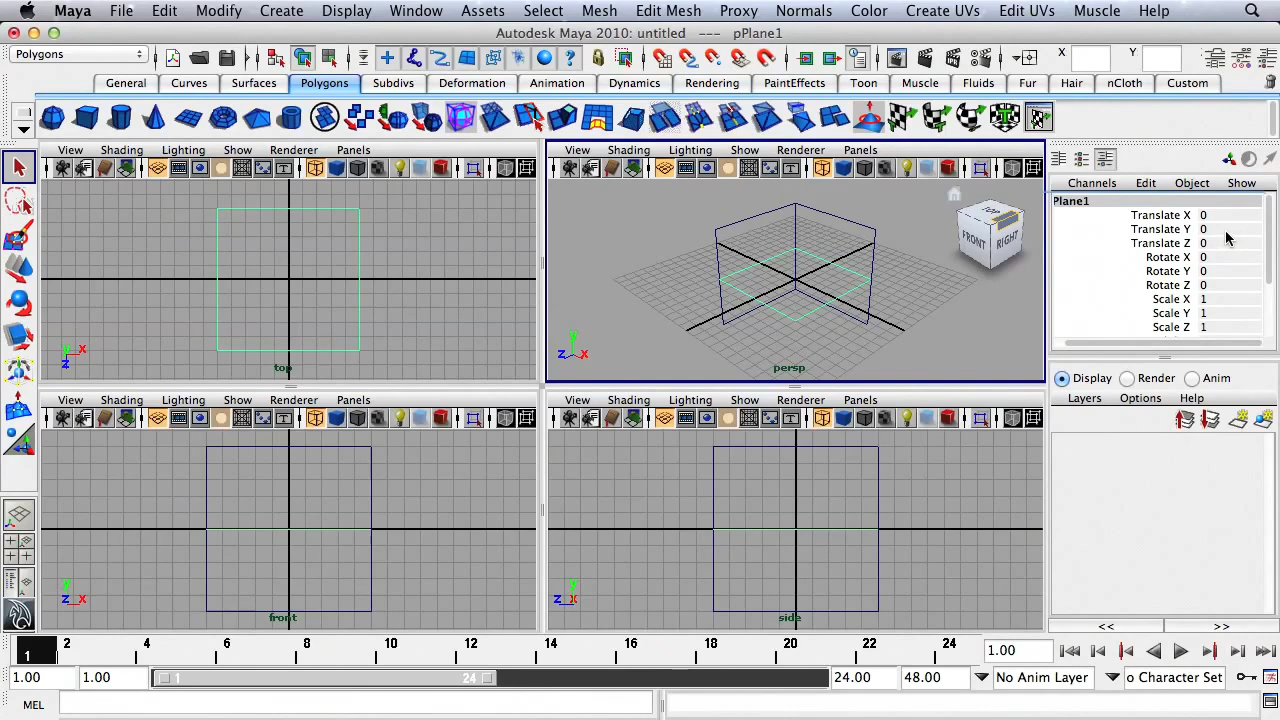 Maya File Edit Modify Create Display Window Assets Select Mesh Edit Mesh Proxy Normals Color Create UVs Edit UVs Muscle Help
Autodesk Maya 2010: untitled --- pPlane1
Polygons X Y
General Curves Surfaces Polygons Subdivs Deformation Animation Dynamics Rendering PaintEffects Toon Muscle Fluids Fur Hair nCloth Custom
View Shading Lighting Show Renderer Panels
View Shading Lighting Show Renderer Panels
Channels Edit Object Show
Plane1
Translate X 0
Translate Y 0
Translate Z 0
Rotate X 0
Rotate Y 0
Rotate Z 0
Scale X 1
Scale Y 1
Scale Z 1
TOP
FRONT RIGHT
y x
z
top
y
z x
persp
Display Render Anim
Layers Options Help
View Shading Lighting Show Renderer Panels
View Shading Lighting Show Renderer Panels
y
z x
front
y
z x
side
<< >>
1 2 4 6 8 10 12 14 16 18 20 22 24 1.00
1.00 1.00 1 24 24.00 48.00 No Anim Layer o Character Set
MEL